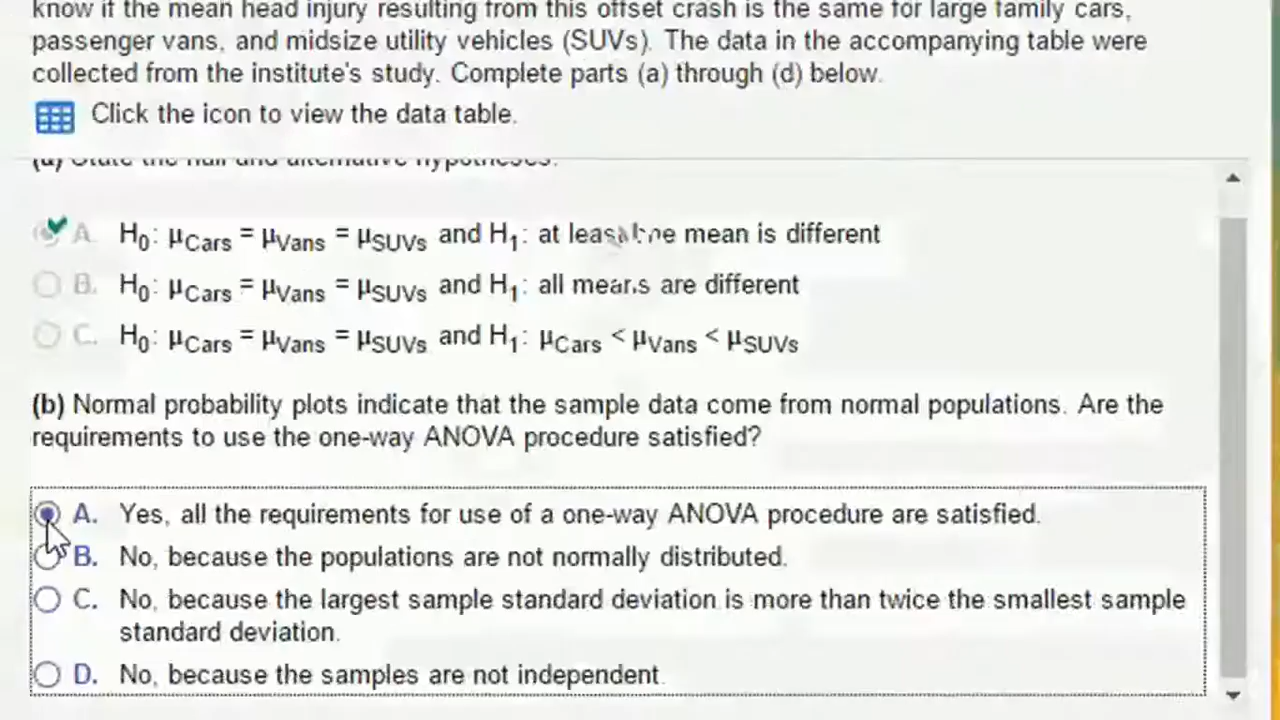 know if the mean head injury resulting from this offset crash is the same for large family cars,
passenger vans, and midsize utility vehicles (SUVs). The data in the accompanying table were
collected from the institute's study. Complete parts (a) through (d) below.
Click the icon to view the data table.
(a) State the null and alternative hypotheses.
A. H0: μCars = μVans = μSUVs and H1: at least one mean is different
B. H0: μCars = μVans = μSUVs and H1: all means are different
C. H0: μCars = μVans = μSUVs and H1: μCars < μVans < μSUVs
(b) Normal probability plots indicate that the sample data come from normal populations. Are the
requirements to use the one-way ANOVA procedure satisfied?
A. Yes, all the requirements for use of a one-way ANOVA procedure are satisfied.
B. No, because the populations are not normally distributed.
C. No, because the largest sample standard deviation is more than twice the smallest sample
standard deviation.
D. No, because the samples are not independent.